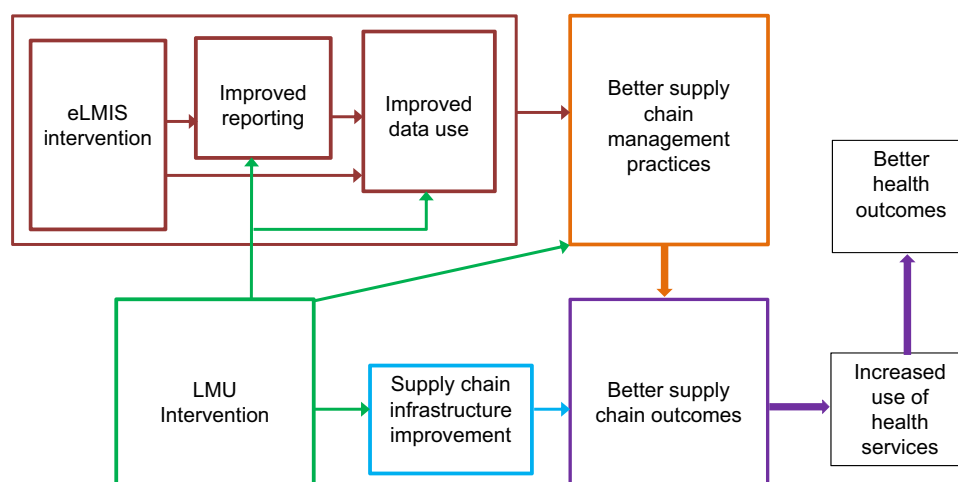 eLMIS
intervention
Improved
reporting
Improved
data use
Better supply
chain
management
practices
Better
health
outcomes
LMU
Intervention
Supply chain
infrastructure
improvement
Better supply
chain outcomes
Increased
use of
health
services